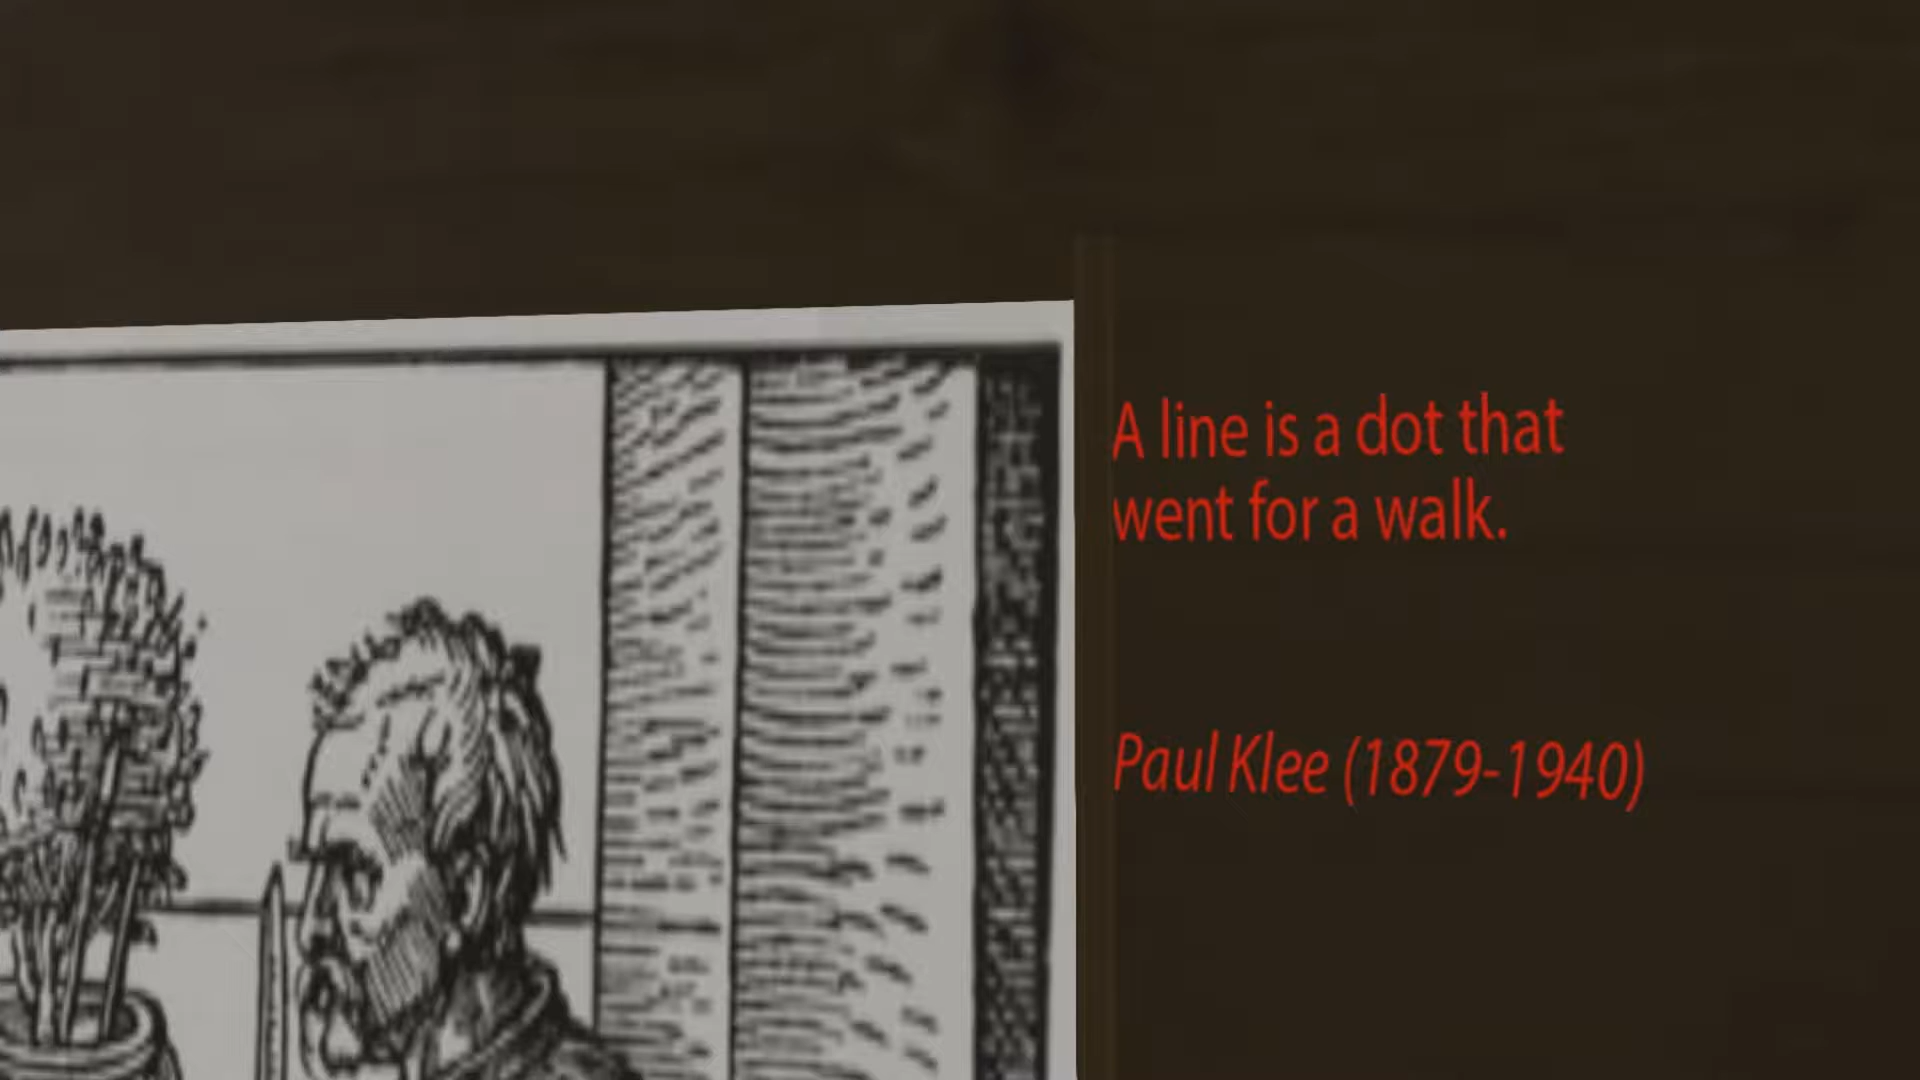 A line is a dot that
went for a walk.
Paul Klee (1879-1940)